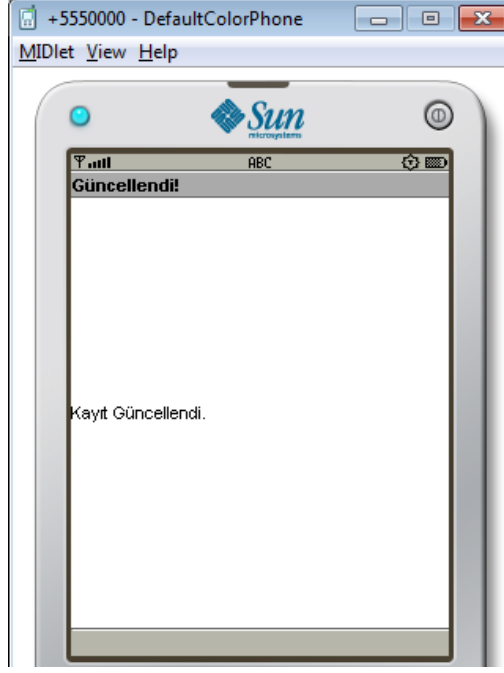 +5550000 - DefaultColorPhone
MIDlet View Help
Sun
microsystems
ABC
Güncellendi!
Kayıt Güncellendi.